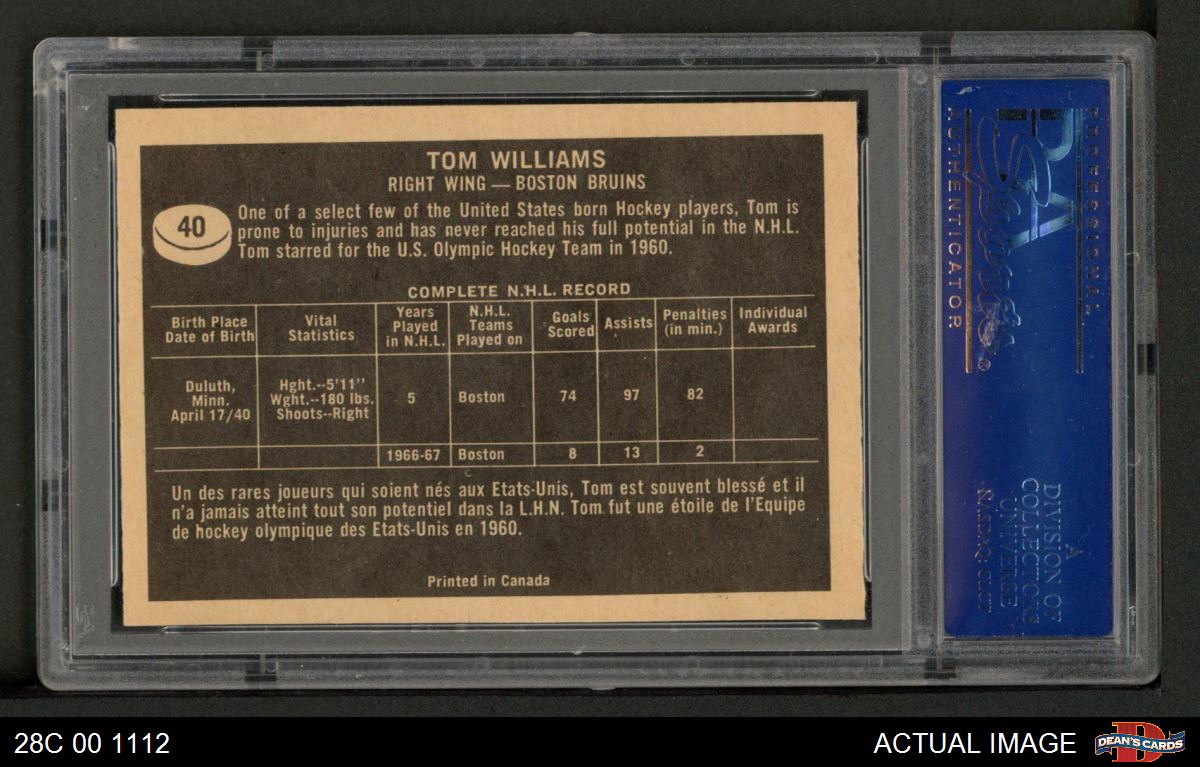 TOM WILLIAMS
RIGHT WING — BOSTON BRUINS
40
One of a select few of the United States born Hockey players, Tom is
prone to injuries and has never reached his full potential in the N.H.L.
Tom starred for the U.S. Olympic Hockey Team in 1960.
COMPLETE N.H.L. RECORD
Birth Place
Date of Birth
Vital
Statistics
Years
Played
in N.H.L.
N.H.L.
Teams
Played on
Goals
Scored
Assists
Penalties
(in min.)
Individual
Awards
Duluth,
Minn.
April 17/40
Hght.--5'11"
Wght.--180 lbs.
Shoots--Right
5
Boston
74
97
82
1966-67
Boston
8
13
2
Un des rares joueurs qui soient nés aux Etats-Unis, Tom est souvent blessé et il
n'a jamais atteint tout son potentiel dans la L.H.N. Tom fut une étoile de l'Equipe
de hockey olympique des Etats-Unis en 1960.
Printed in Canada
PROFESSIONAL
PSA
AUTHENTICATOR
A
DIVISION OF
COLLECTORS
UNIVERSE
NASDAQ: CLCT
28C 00 1112
ACTUAL IMAGE
DEAN'S CARDS